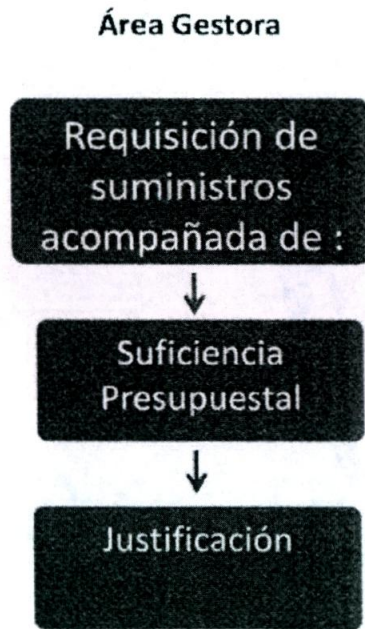 Área Gestora
Requisición de
suministros
acompañada de :
Suficiencia
Presupuestal
Justificación